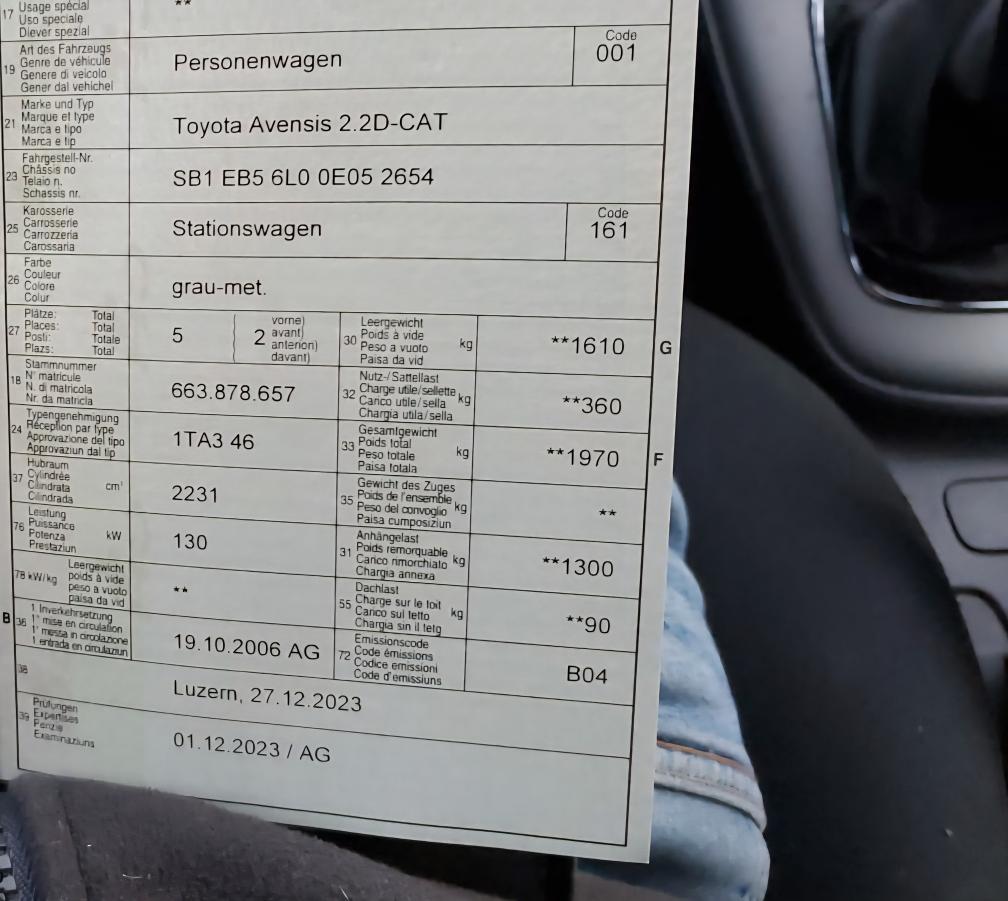 17 Usage spécial **
Uso speciale
Diever spezial
19 Art des Fahrzeugs Personenwagen Code 001
Genre de véhicule
Genere di veicolo
Gener dal vehichel
21 Marke und Typ Toyota Avensis 2.2D-CAT
Marque et type
Marca e tipo
Marca e tip
23 Fahrgestell-Nr. SB1 EB5 6L0 0E05 2654
Châssis no
Telaio n.
Schassis nr.
25 Karosserie Stationswagen Code 161
Carrosserie
Carrozzeria
Carossaria
26 Farbe grau-met.
Couleur
Colore
Colur
27 Plätze: Total 5 2 vorne)
Places: Total avant)
Posti: Totale anteriori)
Plazs: Total davant)
30 Leergewicht kg **1610 G
Poids à vide
Peso a vuoto
Paisa da vid
18 Stammnummer 663.878.657
N° matricule
N. di matricola
Nr. da matricla
32 Nutz-/Sattellast kg **360
Charge utile/sellette
Carico utile/sella
Chargia utila/sella
24 Typengenehmigung 1TA3 46
Réception par type
Approvazione del tipo
Approvaziun dal tip
33 Gesamtgewicht kg **1970 F
Poids total
Peso totale
Paisa totala
37 Hubraum cm³ 2231
Cylindrée
Cilindrata
Cilindrada
35 Gewicht des Zuges kg **
Poids de l'ensemble
Peso del convoglio
Paisa cumposiziun
76 Leistung kW 130
Puissance
Potenza
Prestaziun
31 Anhängelast kg **1300
Poids remorquable
Carico rimorchiato
Chargia annexa
78 kW/kg Leergewicht **
poids à vide
peso a vuoto
paisa da vid
55 Dachlast kg **90
Charge sur le toit
Carico sul tetto
Chargia sin il tetg
B 36 1. Inverkehrsetzung 19.10.2006 AG
1° mise en circulation
1° messa in circolazione
1. entrada en circulaziun
72 Emissionscode B04
Code émissions
Codice emissioni
Code d'emissiuns
38 Luzern, 27.12.2023
39 Prüfungen 01.12.2023 / AG
Expertises
Perizie
Examinaziuns